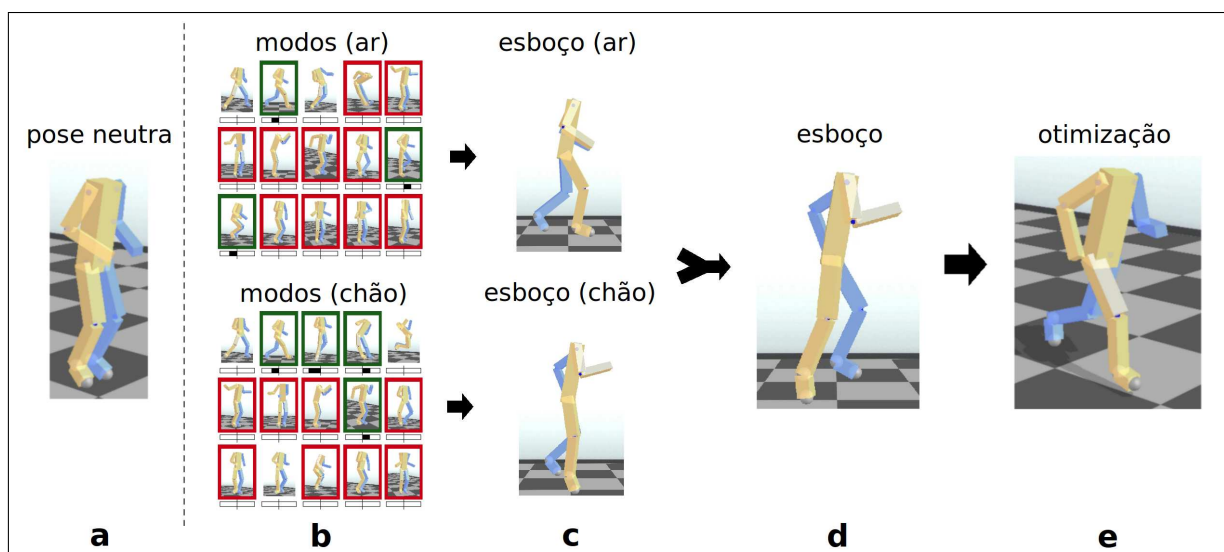 pose neutra
modos (ar)
esboço (ar)
modos (chão)
esboço (chão)
esboço
otimização
a
b
c
d
e